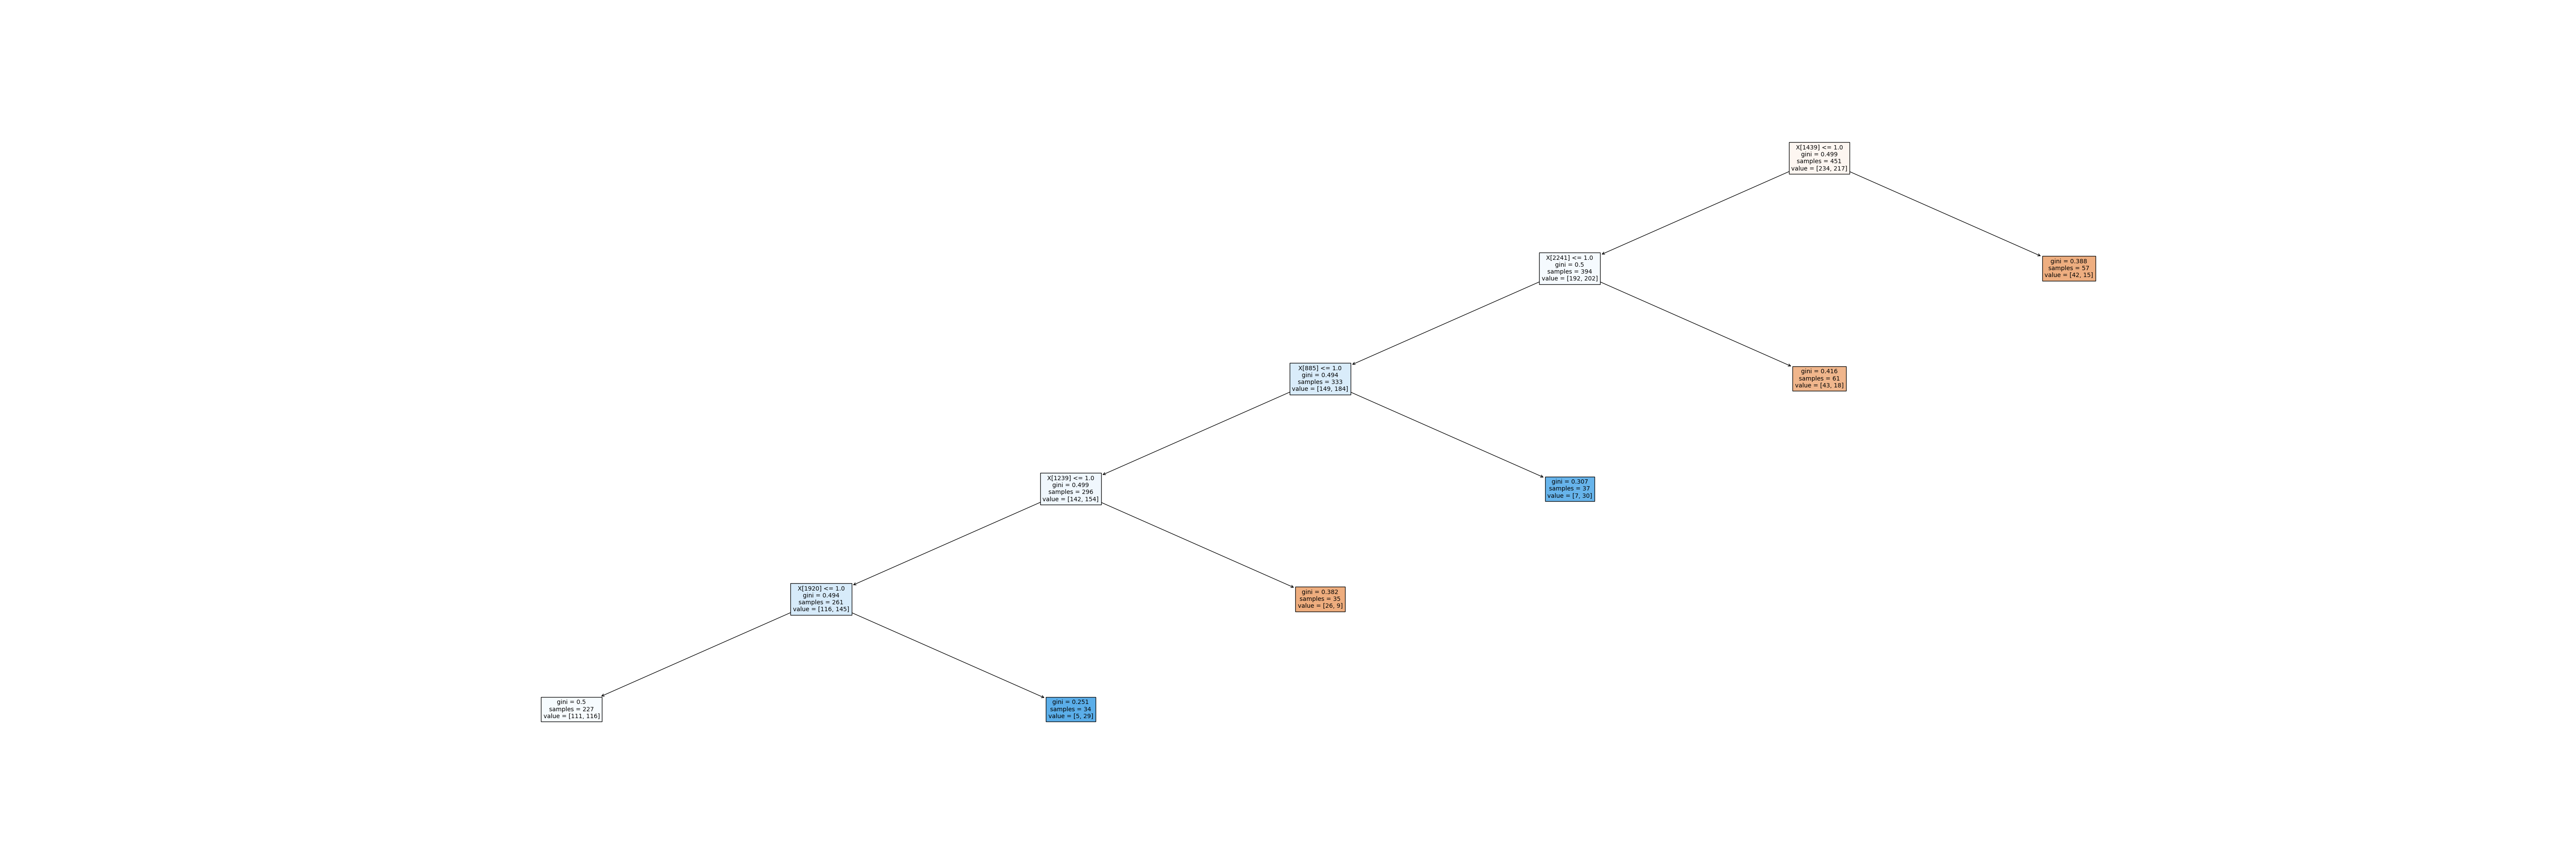 X[1439] <= 1.0
gini = 0.499
samples = 451
value = [234, 217]
X[2241] <= 1.0
gini = 0.5
samples = 394
value = [192, 202]
gini = 0.388
samples = 57
value = [42, 15]
X[885] <= 1.0
gini = 0.494
samples = 333
value = [149, 184]
gini = 0.416
samples = 61
value = [43, 18]
X[1239] <= 1.0
gini = 0.499
samples = 296
value = [142, 154]
gini = 0.307
samples = 37
value = [7, 30]
X[1920] <= 1.0
gini = 0.494
samples = 261
value = [116, 145]
gini = 0.382
samples = 35
value = [26, 9]
gini = 0.5
samples = 227
value = [111, 116]
gini = 0.251
samples = 34
value = [5, 29]